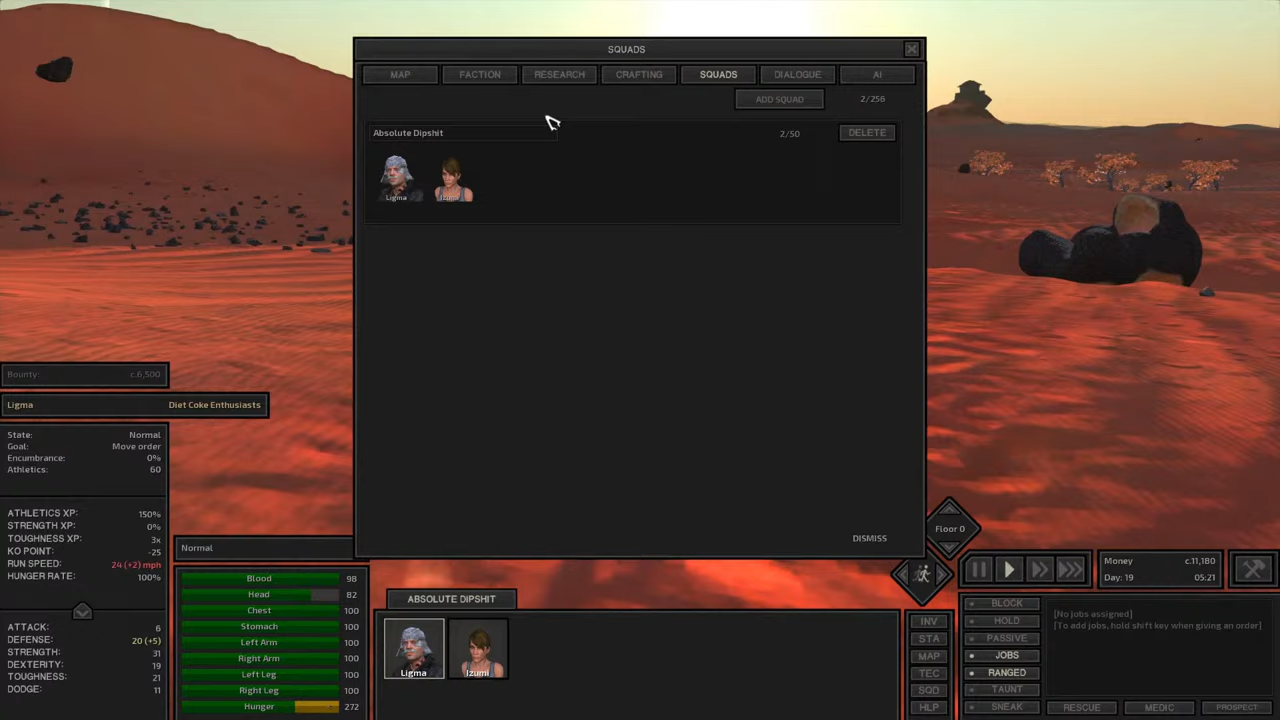 SQUADS
MAP
FACTION
RESEARCH
CRAFTING
SQUADS
DIALOGUE
AI
ADD SQUAD
2/256
Absolute Dipshit
2/50
DELETE
Ligma
Izumi
DISMISS
Bounty: c.6,500
Ligma Diet Coke Enthusiasts
State: Normal
Goal: Move order
Encumbrance: 0%
Athletics: 60
ATHLETICS XP: 150%
STRENGTH XP: 0%
TOUGHNESS XP: 3x
KO POINT: -25
RUN SPEED: 24 (+2) mph
HUNGER RATE: 100%
ATTACK: 6
DEFENSE: 20 (+5)
STRENGTH: 31
DEXTERITY: 19
TOUGHNESS: 21
DODGE: 11
Normal
Blood 98
Head 82
Chest 100
Stomach 100
Left Arm 100
Right Arm 100
Left Leg 100
Right Leg 100
Hunger 272
ABSOLUTE DIPSHIT
Ligma
Izumi
INV
STA
MAP
TEC
SQD
HLP
Floor 0
Money c.11,180
Day: 19 05:21
BLOCK
HOLD
PASSIVE
JOBS
RANGED
TAUNT
SNEAK
[No jobs assigned]
[To add jobs, hold shift key when giving an order]
RESCUE
MEDIC
PROSPECT